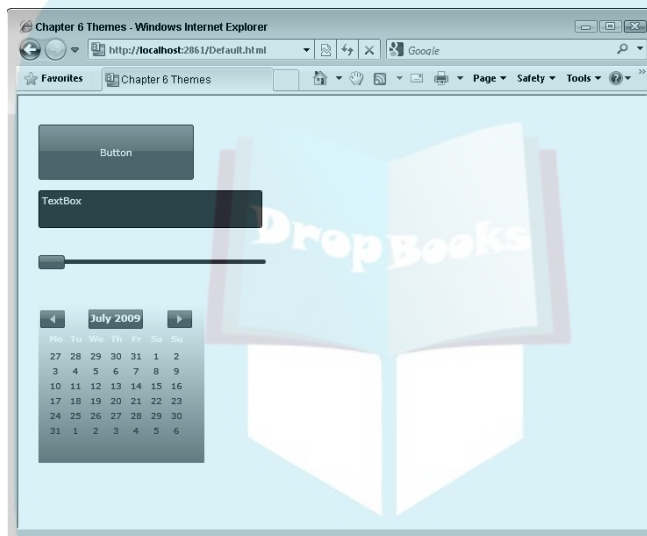 Chapter 6 Themes - Windows Internet Explorer
http://localhost:2861/Default.html
Google
Favorites
Chapter 6 Themes
Page Safety Tools
Button
TextBox
DropBooks
July 2009
Mo Tu We Th Fr Sa Su
27 28 29 30 31 1 2
3 4 5 6 7 8 9
10 11 12 13 14 15 16
17 18 19 20 21 22 23
24 25 26 27 28 29 30
31 1 2 3 4 5 6